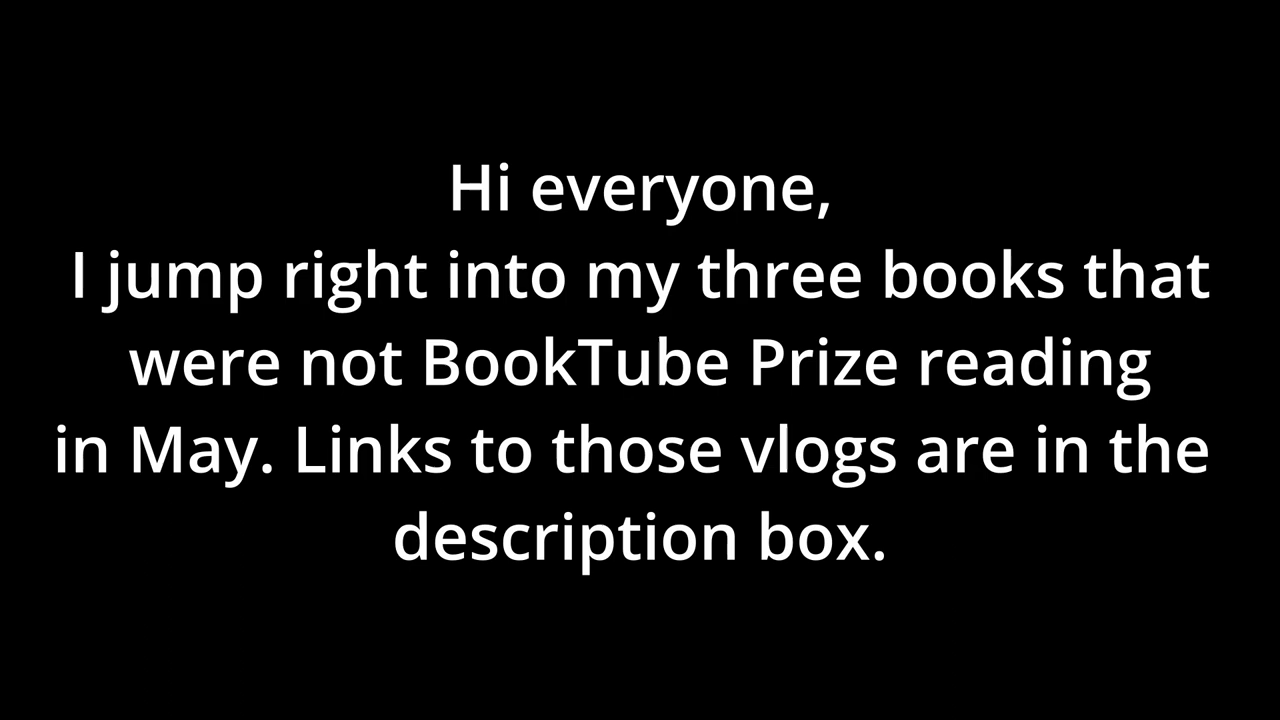 Hi everyone,
I jump right into my three books that
were not BookTube Prize reading
in May. Links to those vlogs are in the
description box.